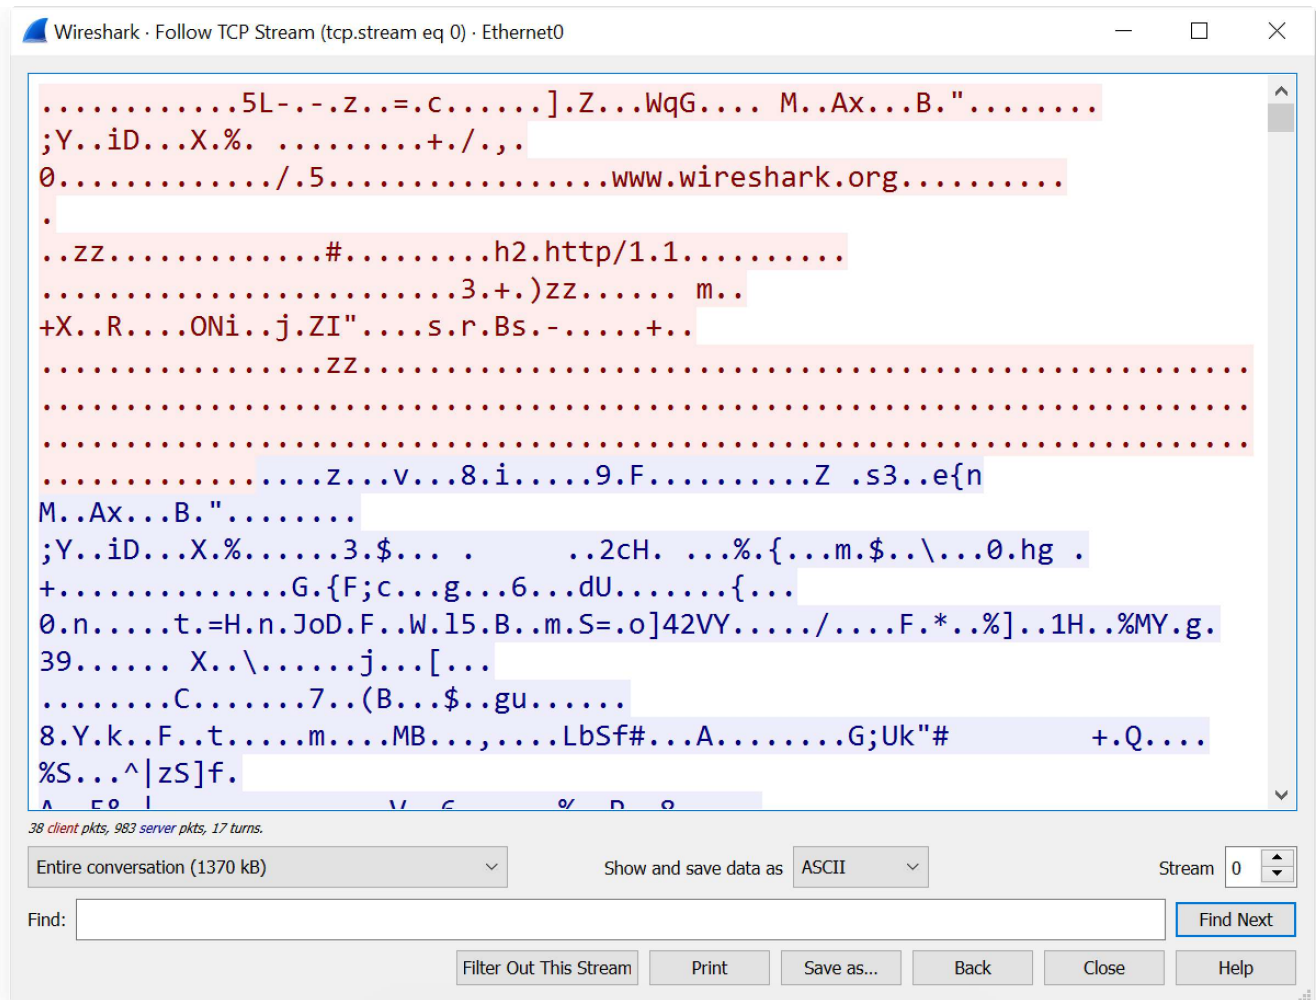 Wireshark · Follow TCP Stream (tcp.stream eq 0) · Ethernet0
............5L-.-.z..=.c......].Z...WqG.... M..Ax...B."........
;Y..iD...X.%. .........+./.,.
0............./.5.................www.wireshark.org..........
.
..zz.............#.........h2.http/1.1..........
.........................3.+.)zz...... m..
+X..R....ONi..j.ZI"....s.r.Bs.-.....+..
.................zz.....................................................
........................................................................
........................................................................
.................z...v...8.i.....9.F..........Z .s3..e{n
M..Ax...B."........
;Y..iD...X.%......3.$... .	..2cH. ...%.{...m.$..\...0.hg .
+..............G.{F;c...g...6...dU.......{...
0.n.....t.=H.n.JoD.F..W.l5.B..m.S=.o]42VY...../....F.*..%]..1H..%MY.g.
39...... X..\......j...[...
........C.......7..(B...$..gu......
8.Y.k..F..t.....m....MB...,....LbSf#...A........G;Uk"#	+.Q....
%S...^|zS]f.
38 client pkts, 983 server pkts, 17 turns.
Entire conversation (1370 kB) Show and save data as ASCII Stream 0
Find: Find Next
Filter Out This Stream Print Save as... Back Close Help